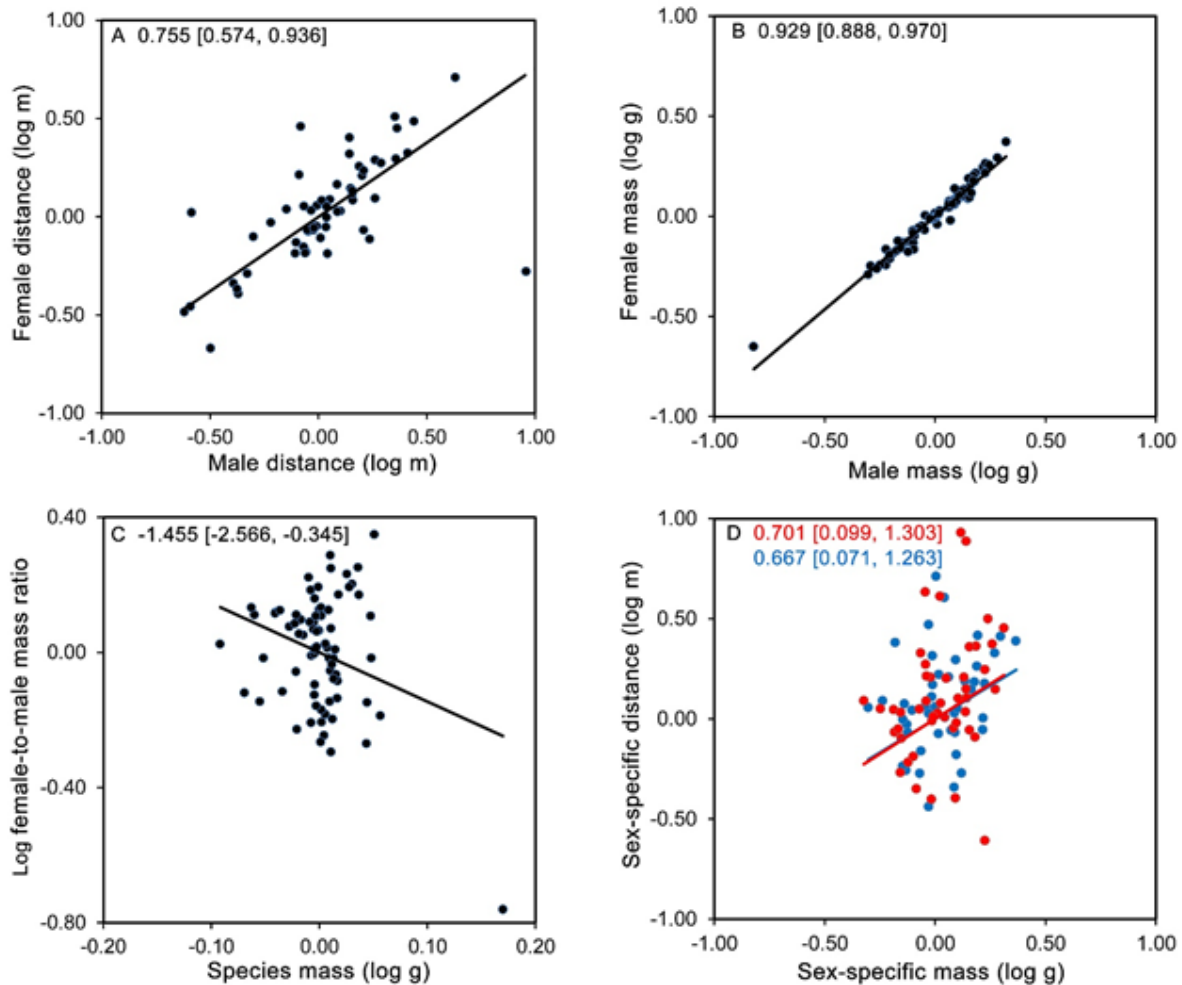 A 0.755 [0.574, 0.936]
1.00
0.50
0.00
-0.50
-1.00
-1.00 -0.50 0.00 0.50 1.00
Female distance (log m)
Male distance (log m)
B 0.929 [0.888, 0.970]
1.00
0.50
0.00
-0.50
-1.00
-1.00 -0.50 0.00 0.50 1.00
Female mass (log g)
Male mass (log g)
C -1.455 [-2.566, -0.345]
0.40
0.00
-0.40
-0.80
-0.20 -0.10 0.00 0.10 0.20
Log female-to-male mass ratio
Species mass (log g)
D 0.701 [0.099, 1.303]
0.667 [0.071, 1.263]
1.00
0.50
0.00
-0.50
-1.00
-1.00 -0.50 0.00 0.50 1.00
Sex-specific distance (log m)
Sex-specific mass (log g)